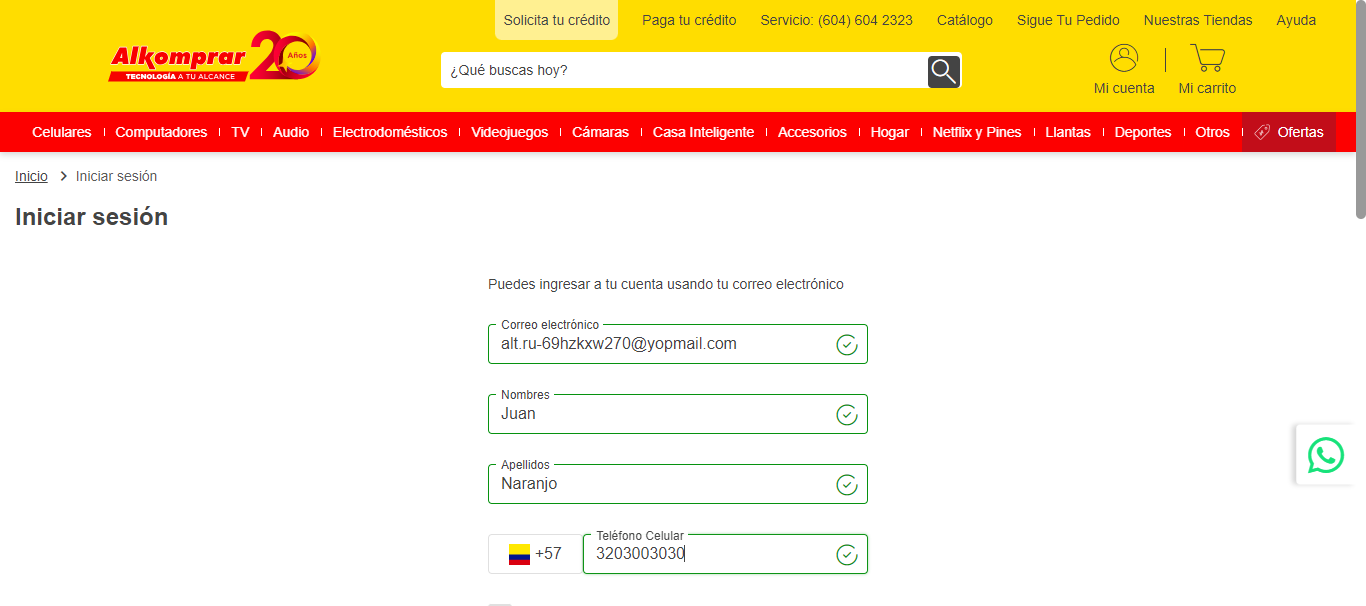 Solicita tu crédito Paga tu crédito Servicio: (604) 604 2323 Catálogo Sigue Tu Pedido Nuestras Tiendas Ayuda
Alkomprar 20 Años
TECNOLOGÍA A TU ALCANCE
¿Qué buscas hoy?
Mi cuenta Mi carrito
Celulares Computadores TV Audio Electrodomésticos Videojuegos Cámaras Casa Inteligente Accesorios Hogar Netflix y Pines Llantas Deportes Otros Ofertas
Inicio > Iniciar sesión
Iniciar sesión
Puedes ingresar a tu cuenta usando tu correo electrónico
Correo electrónico
alt.ru-69hzkxw270@yopmail.com
Nombres
Juan
Apellidos
Naranjo
Teléfono Celular
+57 3203003030